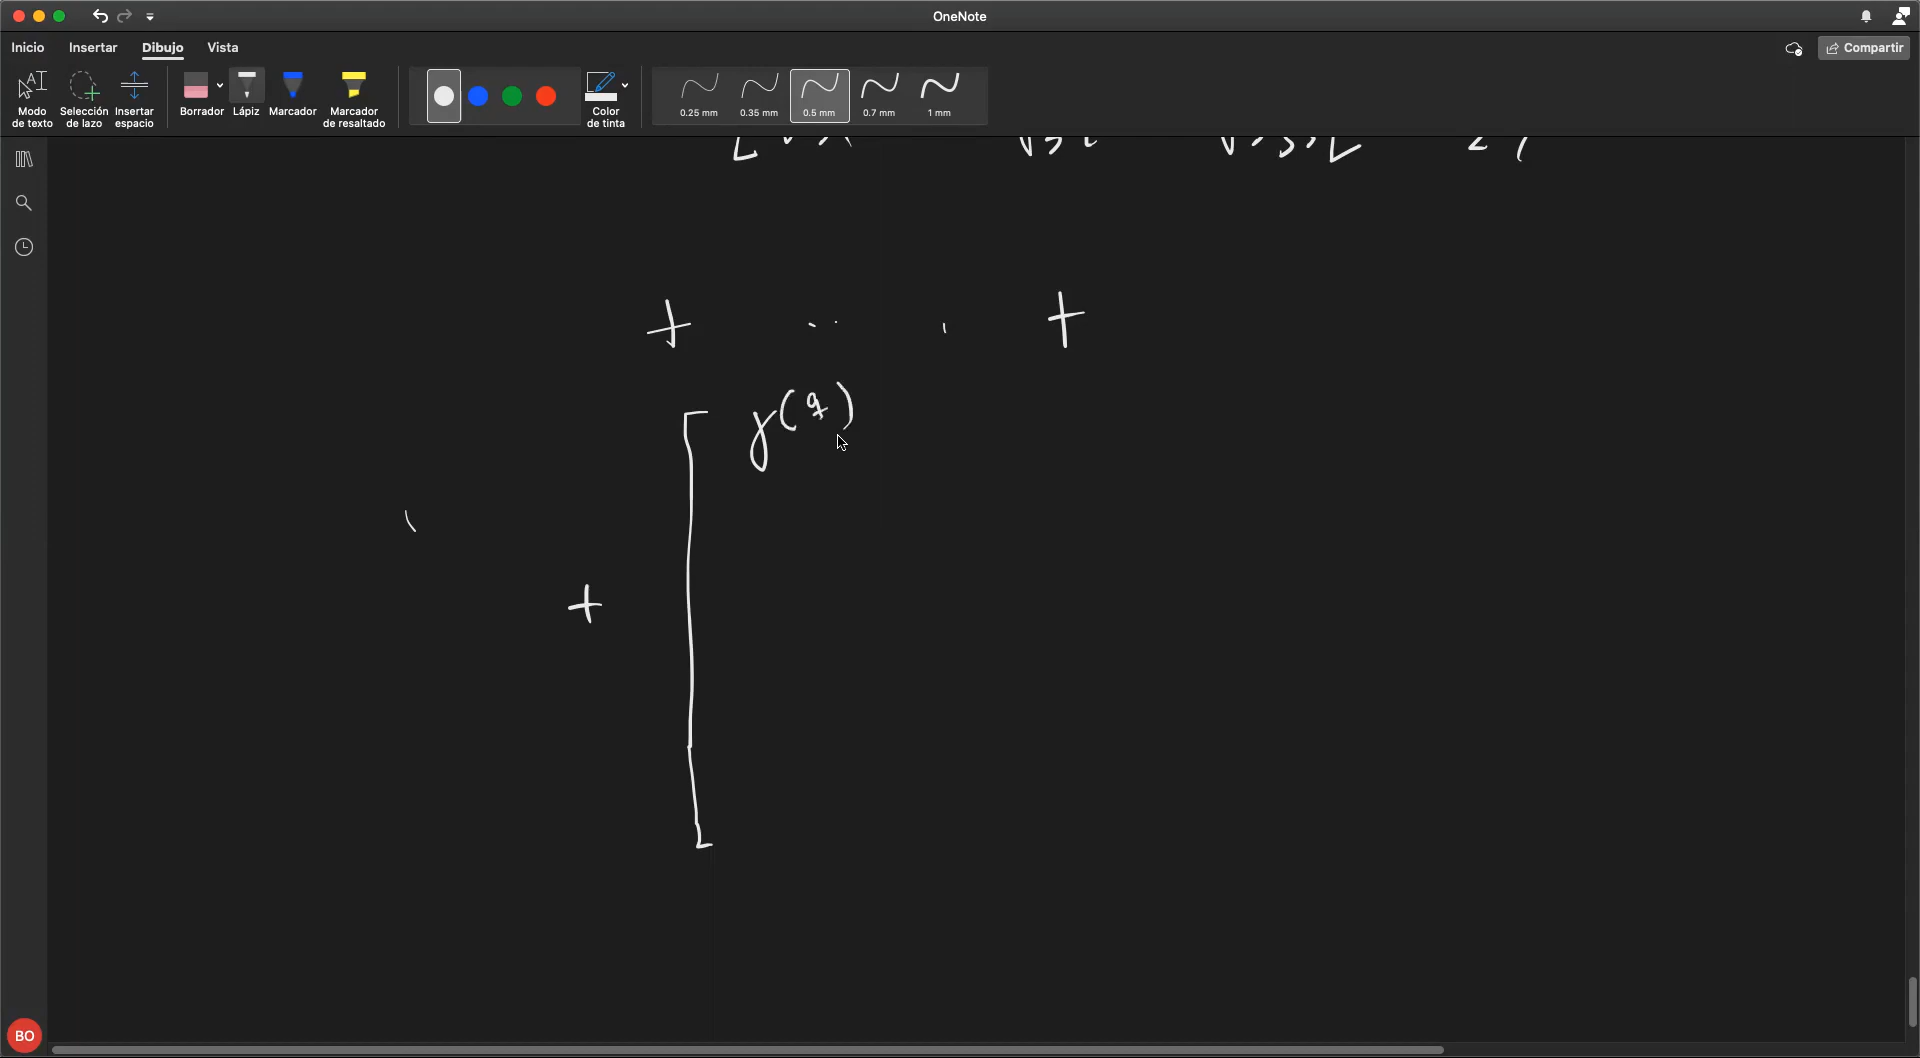 OneNote
Inicio Insertar Dibujo Vista Compartir
Modo de texto
Selección de lazo
Insertar espacio
Borrador
Lápiz
Marcador
Marcador de resaltado
Color de tinta
0.25 mm 0.35 mm 0.5 mm 0.7 mm 1 mm
+ . . . +
γ(q)
+
BO